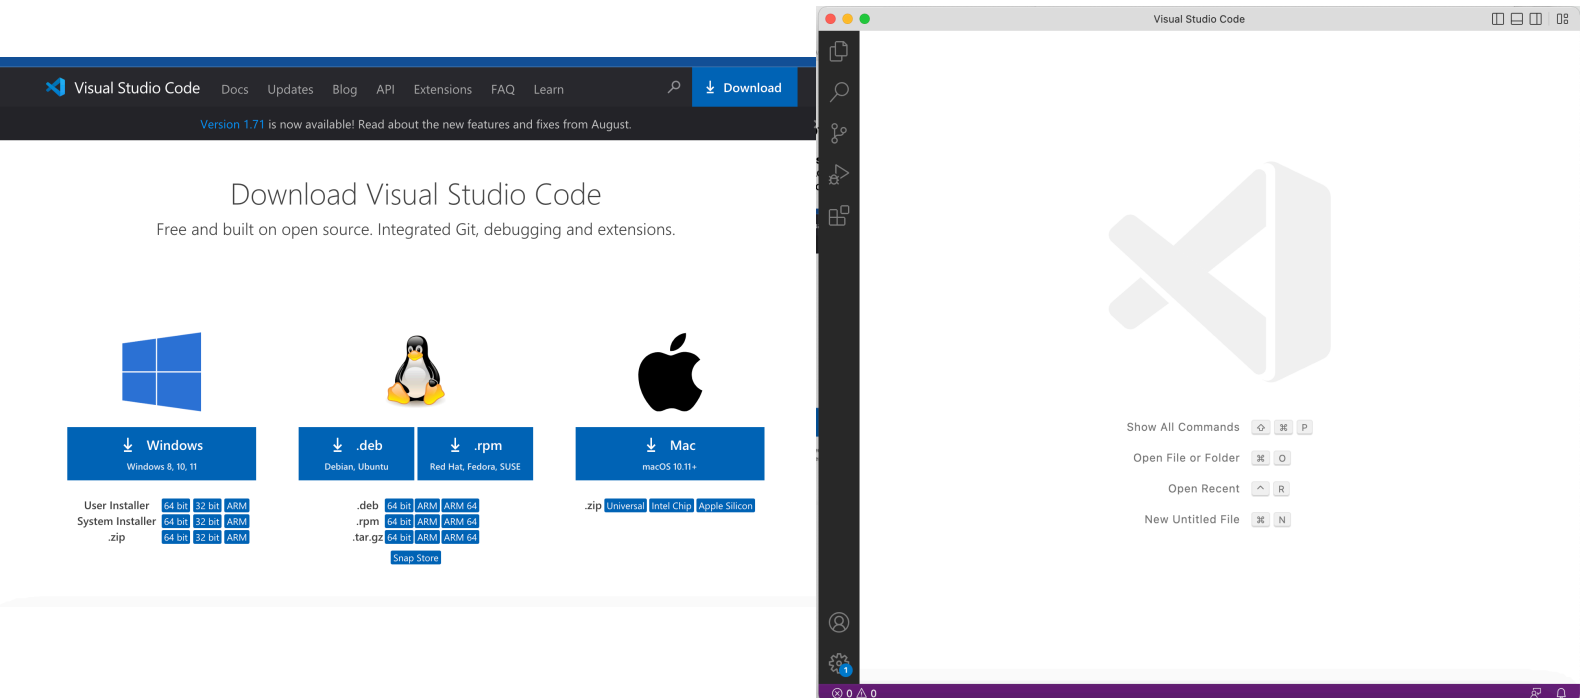 Visual Studio Code Docs Updates Blog API Extensions FAQ Learn Download
Version 1.71 is now available! Read about the new features and fixes from August.
Download Visual Studio Code
Free and built on open source. Integrated Git, debugging and extensions.
Windows
Windows 8, 10, 11
User Installer 64 bit 32 bit ARM
System Installer 64 bit 32 bit ARM
.zip 64 bit 32 bit ARM
.deb
Debian, Ubuntu
.rpm
Red Hat, Fedora, SUSE
.deb 64 bit ARM ARM 64
.rpm 64 bit ARM ARM 64
.tar.gz 64 bit ARM ARM 64
Snap Store
Mac
macOS 10.11+
.zip Universal Intel Chip Apple Silicon
Visual Studio Code
Show All Commands ⇧ ⌘ P
Open File or Folder ⌘ O
Open Recent ^ R
New Untitled File ⌘ N
1
0 0